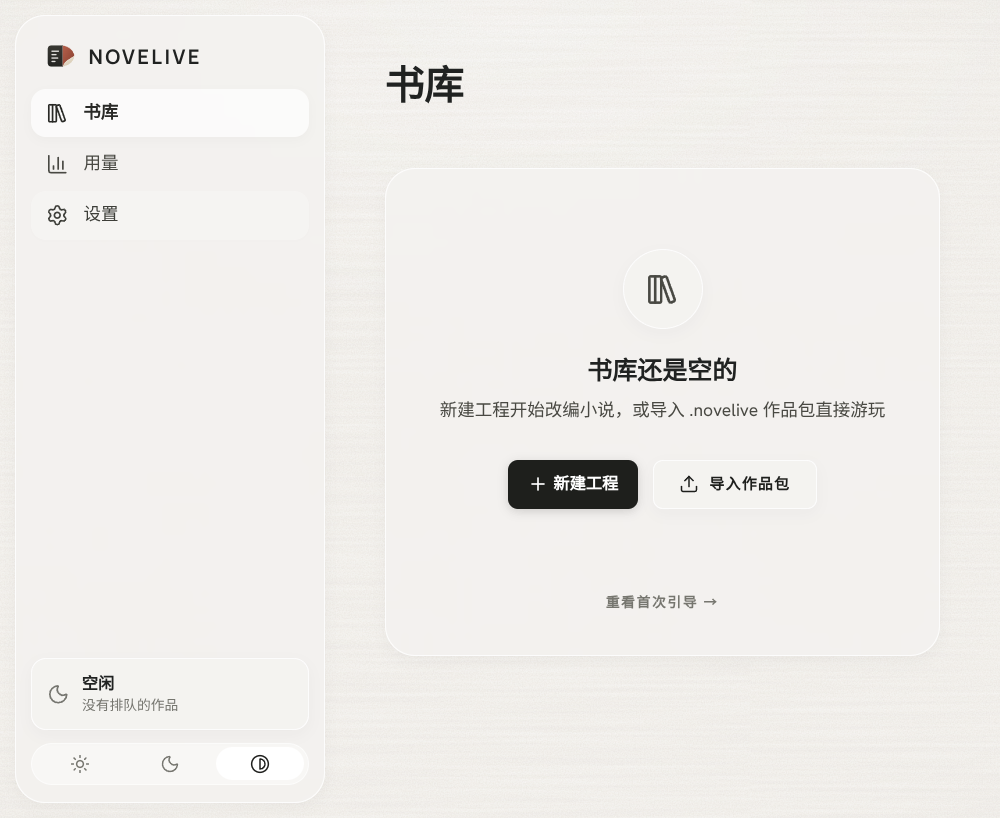 NOVELIVE
书库
用量
设置
空闲
没有排队的作品
书库
书库还是空的
新建工程开始改编小说，或导入 .novelive 作品包直接游玩
新建工程
导入作品包
重看首次引导 →